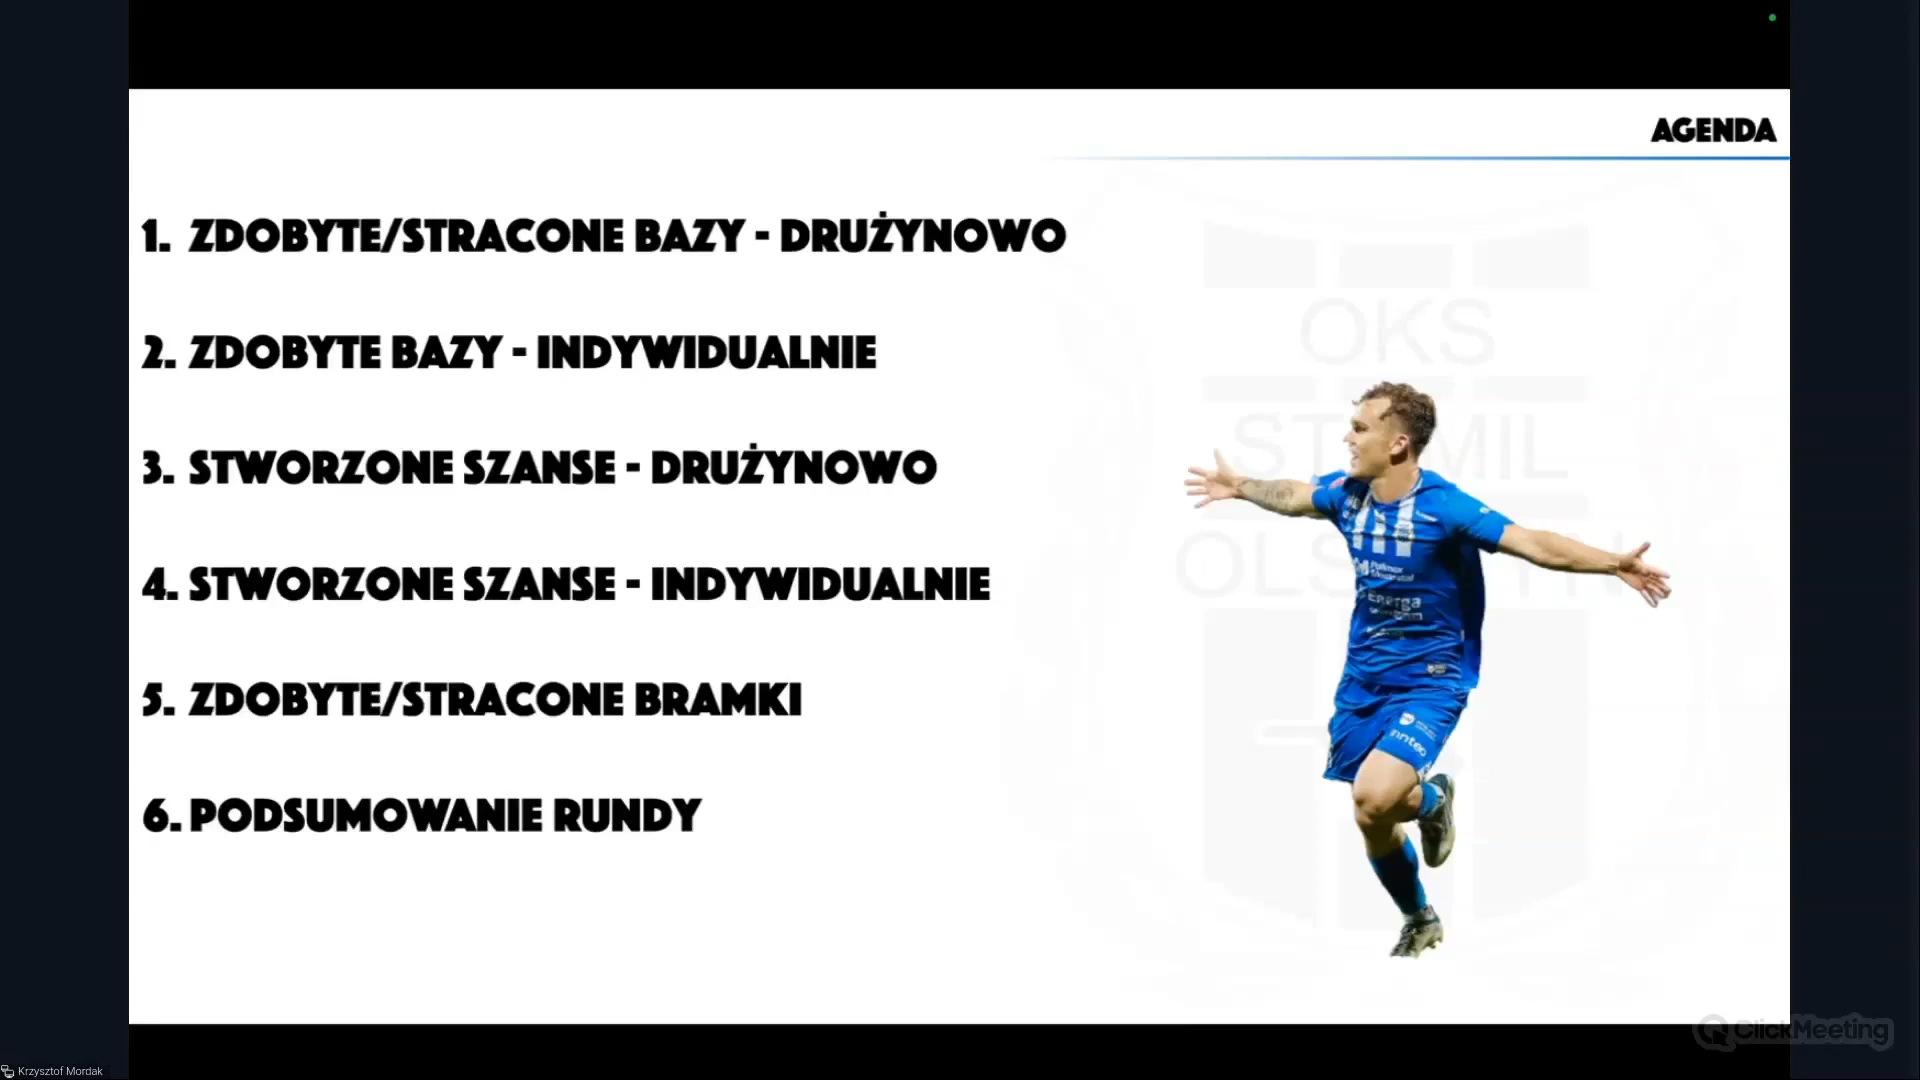 AGENDA
1. ZDOBYTE/STRACONE BAZY - DRUŻYNOWO
2. ZDOBYTE BAZY - INDYWIDUALNIE
3. STWORZONE SZANSE - DRUŻYNOWO
4. STWORZONE SZANSE - INDYWIDUALNIE
5. ZDOBYTE/STRACONE BRAMKI
6. PODSUMOWANIE RUNDY
OKS
Energa
ClickMeeting
Krzysztof Mordak